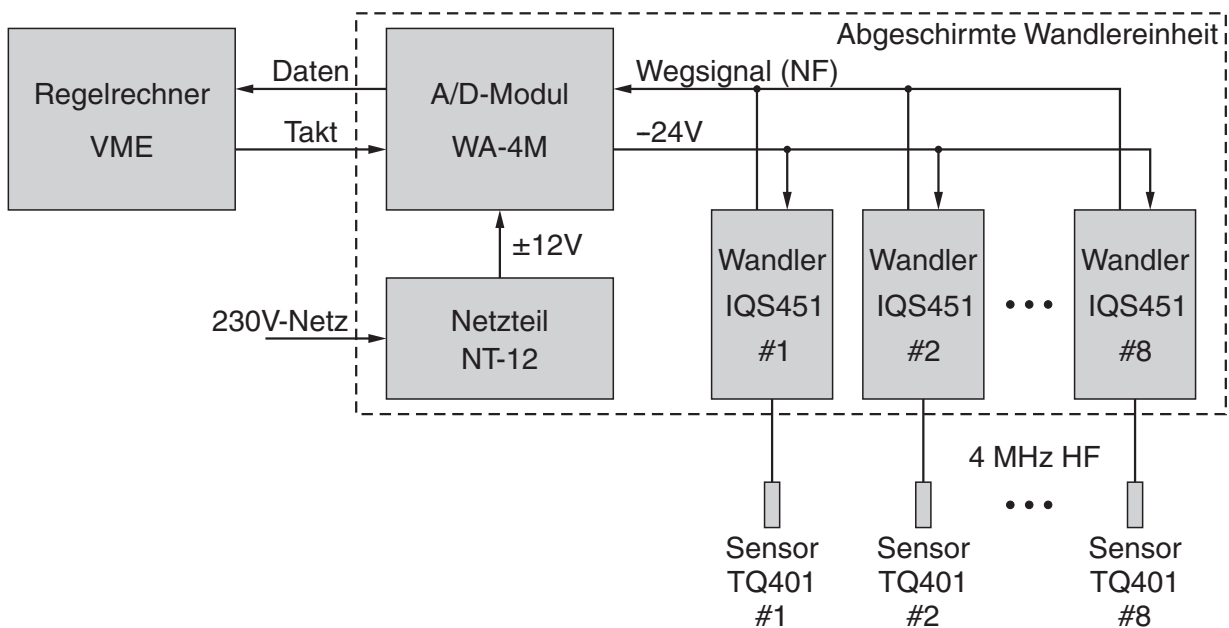 Abgeschirmte Wandlereinheit
Regelrechner
VME
Daten
Takt
A/D-Modul
WA-4M
Wegsignal (NF)
–24V
±12V
230V-Netz
Netzteil
NT-12
Wandler
IQS451
#1
Wandler
IQS451
#2
Wandler
IQS451
#8
4 MHz HF
Sensor
TQ401
#1
Sensor
TQ401
#2
Sensor
TQ401
#8